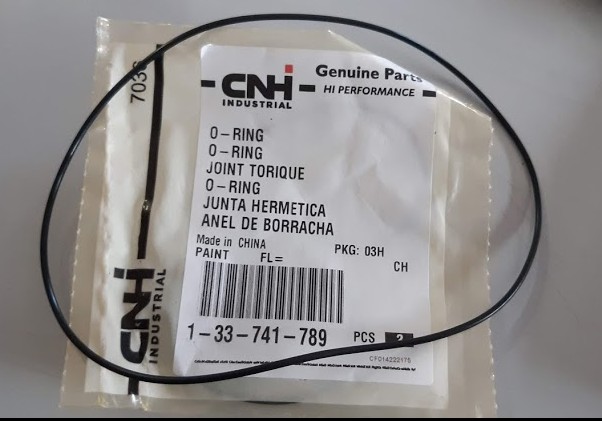 CNH
INDUSTRIAL
Genuine Parts
HI PERFORMANCE
O-RING
O-RING
JOINT TORIQUE
O-RING
JUNTA HERMETICA
ANEL DE BORRACHA
Made in CHINA
PKG: 03H
PAINT FL=
CH
1-33-741-789
PCS 2
CF014222175
CNH
INDUSTRIAL